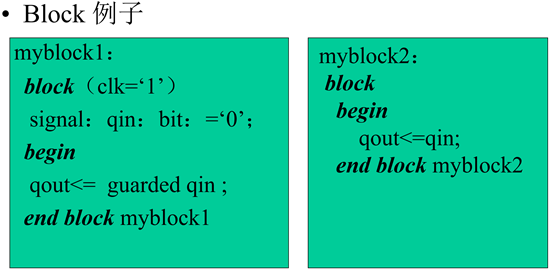 • Block 例子
myblock1：
block（clk=‘1’）
signal：qin：bit：=‘0’；
begin
qout<= guarded qin ;
end block myblock1
myblock2：
block
begin
qout<=qin;
end block myblock2